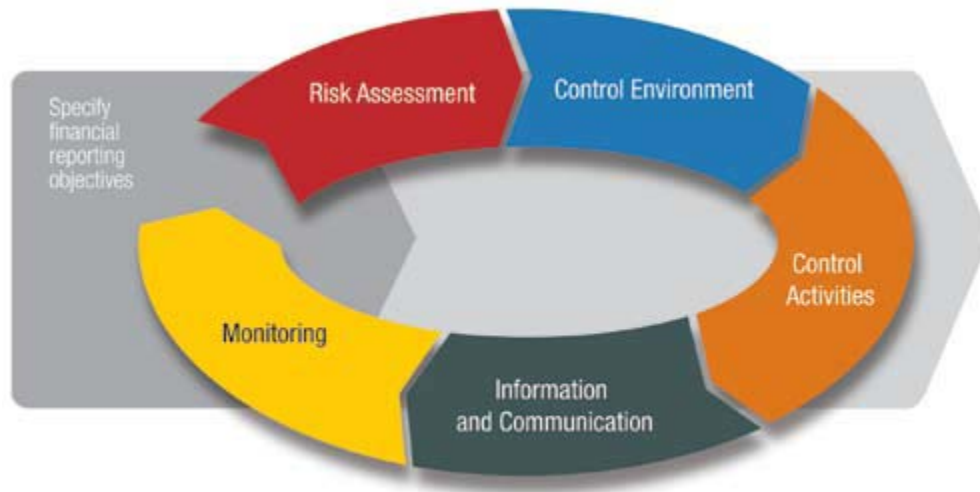 Specify
financial
reporting
objectives
Risk Assessment
Control Environment
Control
Activities
Information
and Communication
Monitoring